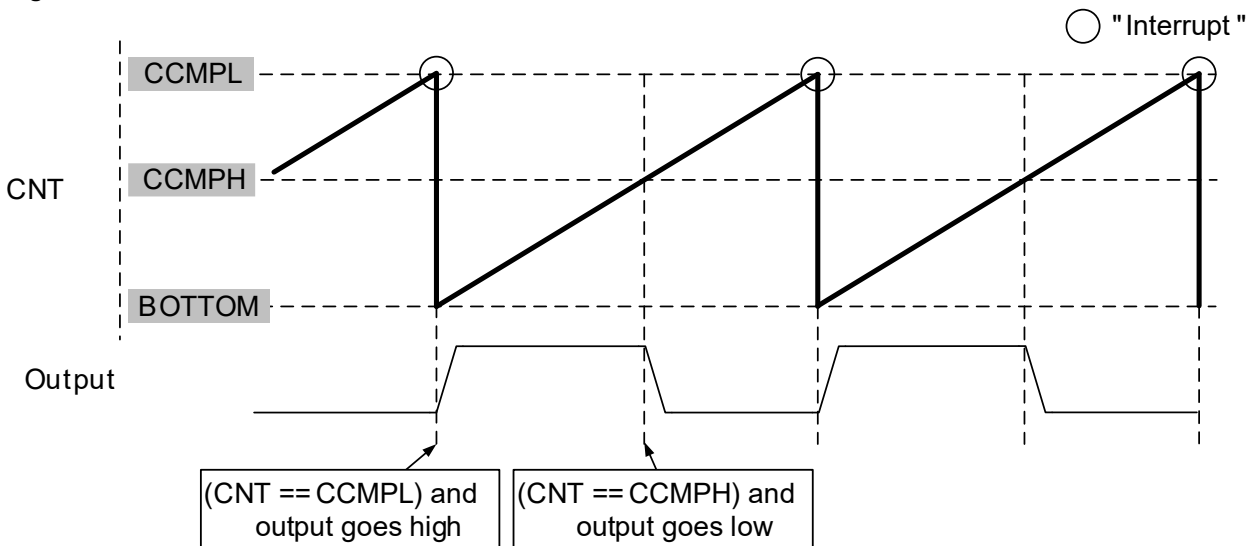 "Interrupt"
CCMPL
CNT
CCMPH
BOTTOM
Output
(CNT == CCMPL) and
output goes high
(CNT == CCMPH) and
output goes low